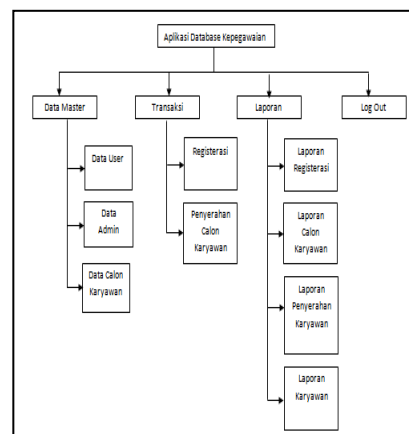 Aplikasi Database Kepegawaian
Data Master
Transaksi
Laporan
Log Out
Data User
Data
Admin
Data Calon
Karyawan
Registerasi
Penyerahan
Calon
Karyawan
Laporan
Registerasi
Laporan
Calon
Karyawan
Laporan
Penyerahan
Karyawan
Laporan
Karyawan